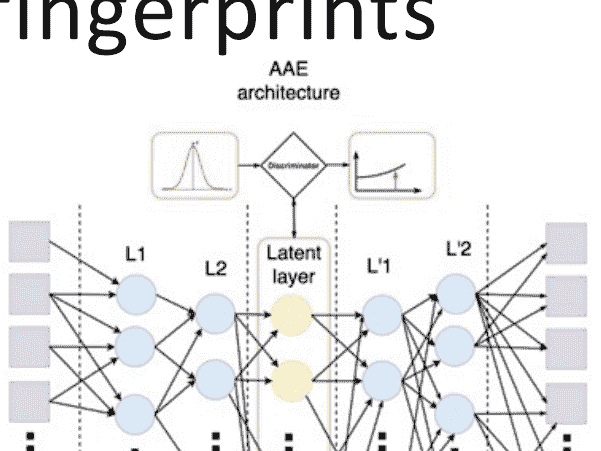 fingerprints
AAE
architecture
Discriminator
L1
L2
Latent
layer
L'1
L'2